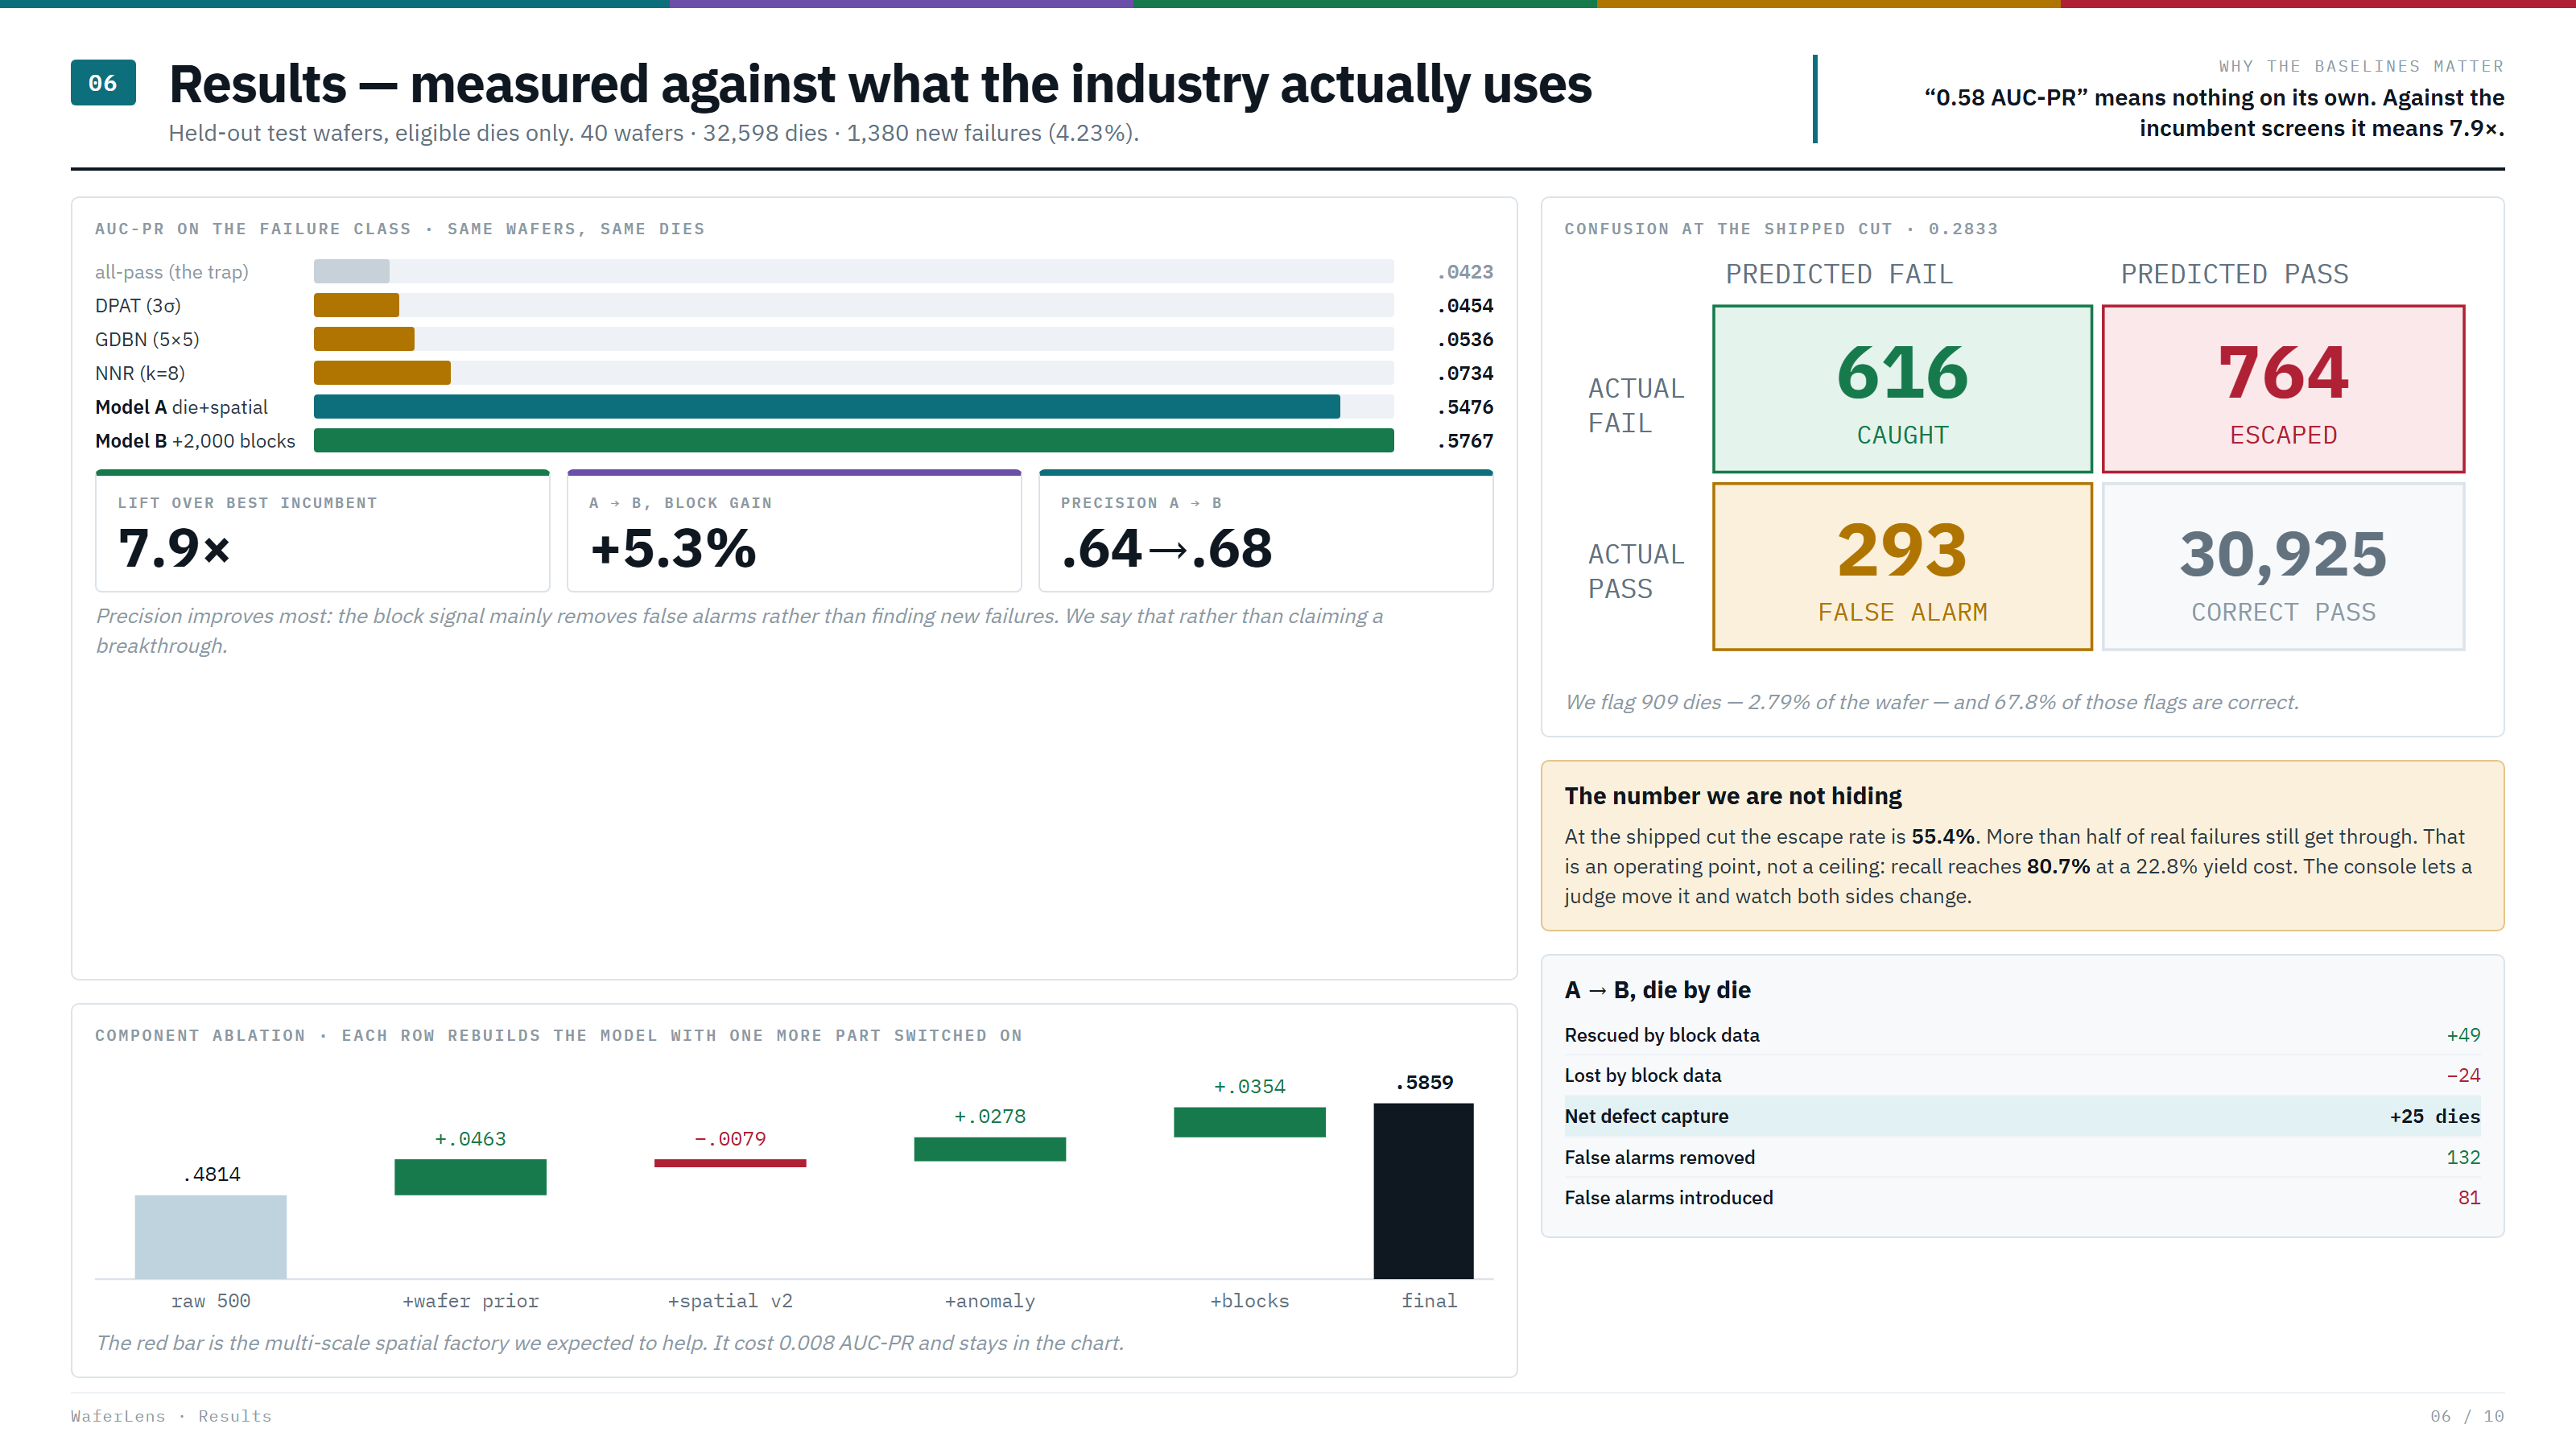 06
Results — measured against what the industry actually uses
Held-out test wafers, eligible dies only. 40 wafers · 32,598 dies · 1,380 new failures (4.23%).
WHY THE BASELINES MATTER
“0.58 AUC-PR” means nothing on its own. Against the
incumbent screens it means 7.9×.
AUC-PR ON THE FAILURE CLASS · SAME WAFERS, SAME DIES
all-pass (the trap) .0423
DPAT (3σ) .0454
GDBN (5×5) .0536
NNR (k=8) .0734
Model A die+spatial .5476
Model B +2,000 blocks .5767
LIFT OVER BEST INCUMBENT
7.9×
A → B, BLOCK GAIN
+5.3%
PRECISION A → B
.64→.68
Precision improves most: the block signal mainly removes false alarms rather than finding new failures. We say that rather than claiming a
breakthrough.
COMPONENT ABLATION · EACH ROW REBUILDS THE MODEL WITH ONE MORE PART SWITCHED ON
.4814
+.0463
−.0079
+.0278
+.0354
.5859
raw 500
+wafer prior
+spatial v2
+anomaly
+blocks
final
The red bar is the multi-scale spatial factory we expected to help. It cost 0.008 AUC-PR and stays in the chart.
CONFUSION AT THE SHIPPED CUT · 0.2833
PREDICTED FAIL
PREDICTED PASS
ACTUAL
FAIL
616
CAUGHT
764
ESCAPED
ACTUAL
PASS
293
FALSE ALARM
30,925
CORRECT PASS
We flag 909 dies — 2.79% of the wafer — and 67.8% of those flags are correct.
The number we are not hiding
At the shipped cut the escape rate is 55.4%. More than half of real failures still get through. That
is an operating point, not a ceiling: recall reaches 80.7% at a 22.8% yield cost. The console lets a
judge move it and watch both sides change.
A → B, die by die
Rescued by block data +49
Lost by block data −24
Net defect capture +25 dies
False alarms removed 132
False alarms introduced 81
WaferLens · Results
06 / 10